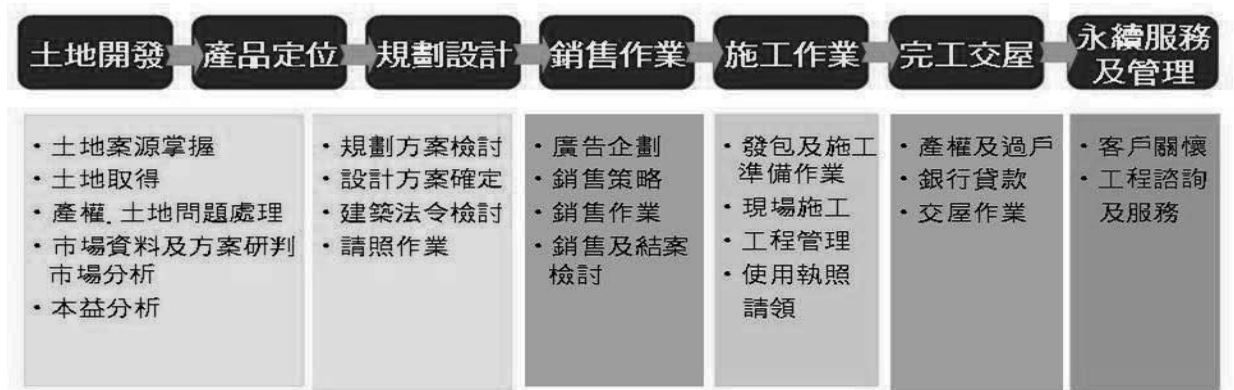 土地開發
產品定位
規劃設計
銷售作業
施工作業
完工交屋
永續服務
及管理
・土地案源掌握
・土地取得
・產權.土地問題處理
・市場資料及方案研判
市場分析
・本益分析
・規劃方案檢討
・設計方案確定
・建築法令檢討
・請照作業
・廣告企劃
・銷售策略
・銷售作業
・銷售及結案
檢討
・發包及施工
準備作業
・現場施工
・工程管理
・使用執照
請領
・產權及過戶
・銀行貸款
・交屋作業
・客戶關懷
・工程諮詢
及服務